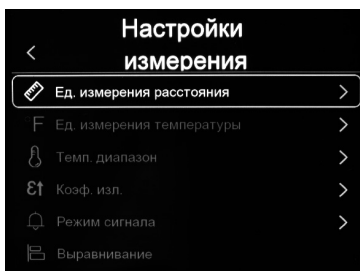 Настройки
измерения
Ед. измерения расстояния
F Ед. измерения температуры
Темп. диапазон
Ɛ↑ Коэф. изл.
Режим сигнала
Выравнивание